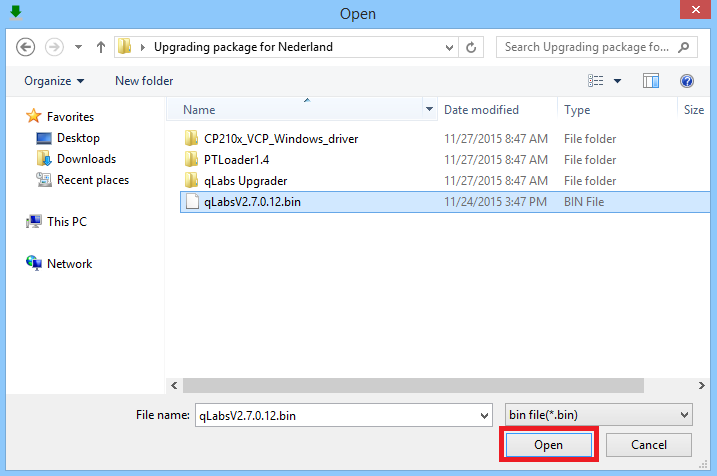 Open
Upgrading package for Nederland
Search Upgrading package fo...
Organize New folder
Name Date modified Type Size
Favorites
Desktop
Downloads
Recent places
This PC
Network
CP210x_VCP_Windows_driver 11/27/2015 8:47 AM File folder
PTLoader1.4 11/27/2015 8:47 AM File folder
qLabs Upgrader 11/27/2015 8:47 AM File folder
qLabsV2.7.0.12.bin 11/24/2015 3:47 PM BIN File
File name: qLabsV2.7.0.12.bin bin file(*.bin)
Open Cancel